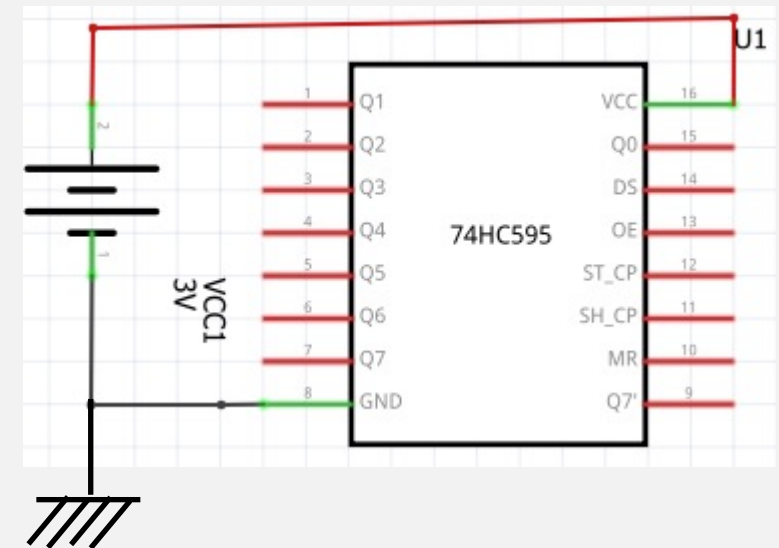 U1
1 Q1 VCC 16
2 Q2 Q0 15
2 Q3 DS 14
3 Q4 OE 13
4 Q5 ST_CP 12
5 Q6 SH_CP 11
6 Q7 MR 10
7 GND Q7' 9
8
74HC595
1
VCC1
3V